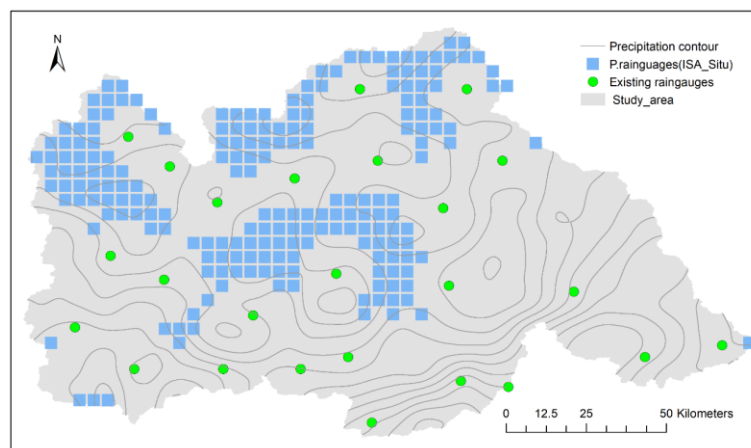 N
Precipitation contour
P.rainguages(ISA_Situ)
Existing raingauges
Study_area
0 12.5 25 50 Kilometers